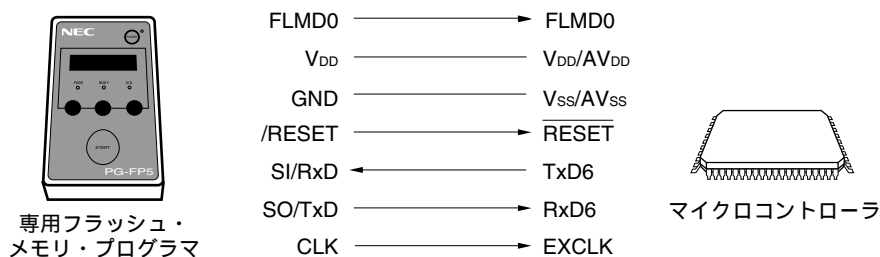 NEC
START
PG-FP5
専用フラッシュ・
メモリ・プログラマ
FLMD0 FLMD0
VDD VDD/AVDD
GND VSS/AVSS
/RESET RESET
SI/RxD TxD6
SO/TxD RxD6
CLK EXCLK
マイクロコントローラ